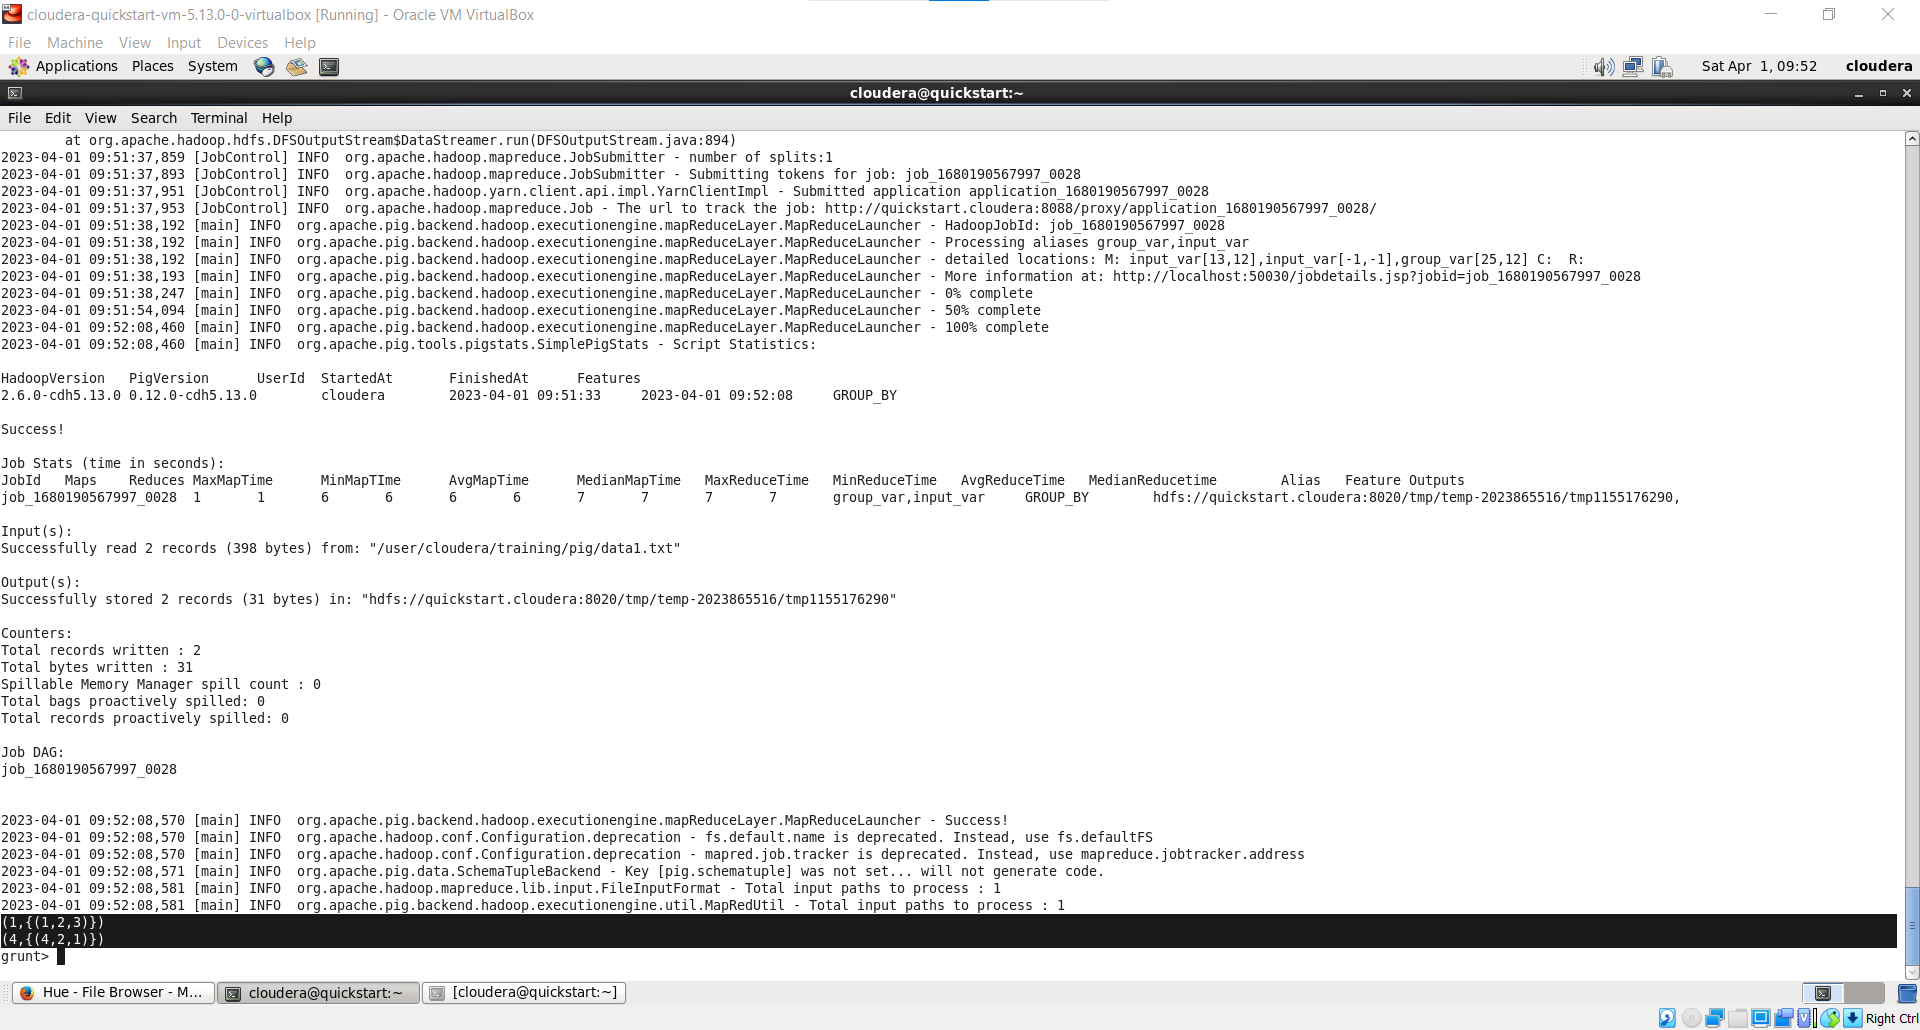 cloudera-quickstart-vm-5.13.0-0-virtualbox [Running] - Oracle VM VirtualBox
File Machine View Input Devices Help
Applications Places System Sat Apr 1, 09:52 cloudera
cloudera@quickstart:~
File Edit View Search Terminal Help
at org.apache.hadoop.hdfs.DFSOutputStream$DataStreamer.run(DFSOutputStream.java:894)
2023-04-01 09:51:37,859 [JobControl] INFO org.apache.hadoop.mapreduce.JobSubmitter - number of splits:1
2023-04-01 09:51:37,893 [JobControl] INFO org.apache.hadoop.mapreduce.JobSubmitter - Submitting tokens for job: job_1680190567997_0028
2023-04-01 09:51:37,951 [JobControl] INFO org.apache.hadoop.yarn.client.api.impl.YarnClientImpl - Submitted application application_1680190567997_0028
2023-04-01 09:51:37,953 [JobControl] INFO org.apache.hadoop.mapreduce.Job - The url to track the job: http://quickstart.cloudera:8088/proxy/application_1680190567997_0028/
2023-04-01 09:51:38,192 [main] INFO org.apache.pig.backend.hadoop.executionengine.mapReduceLayer.MapReduceLauncher - HadoopJobId: job_1680190567997_0028
2023-04-01 09:51:38,192 [main] INFO org.apache.pig.backend.hadoop.executionengine.mapReduceLayer.MapReduceLauncher - Processing aliases group_var,input_var
2023-04-01 09:51:38,192 [main] INFO org.apache.pig.backend.hadoop.executionengine.mapReduceLayer.MapReduceLauncher - detailed locations: M: input_var[13,12],input_var[-1,-1],group_var[25,12] C: R:
2023-04-01 09:51:38,193 [main] INFO org.apache.pig.backend.hadoop.executionengine.mapReduceLayer.MapReduceLauncher - More information at: http://localhost:50030/jobdetails.jsp?jobid=job_1680190567997_0028
2023-04-01 09:51:38,247 [main] INFO org.apache.pig.backend.hadoop.executionengine.mapReduceLayer.MapReduceLauncher - 0% complete
2023-04-01 09:51:54,094 [main] INFO org.apache.pig.backend.hadoop.executionengine.mapReduceLayer.MapReduceLauncher - 50% complete
2023-04-01 09:52:08,460 [main] INFO org.apache.pig.backend.hadoop.executionengine.mapReduceLayer.MapReduceLauncher - 100% complete
2023-04-01 09:52:08,460 [main] INFO org.apache.pig.tools.pigstats.SimplePigStats - Script Statistics:
HadoopVersion PigVersion UserId StartedAt FinishedAt Features
2.6.0-cdh5.13.0 0.12.0-cdh5.13.0 cloudera 2023-04-01 09:51:33 2023-04-01 09:52:08 GROUP_BY
Success!
Job Stats (time in seconds):
JobId Maps Reduces MaxMapTime MinMapTIme AvgMapTime MedianMapTime MaxReduceTime MinReduceTime AvgReduceTime MedianReducetime Alias Feature Outputs
job_1680190567997_0028 1 1 6 6 6 6 7 7 7 7 group_var,input_var GROUP_BY hdfs://quickstart.cloudera:8020/tmp/temp-2023865516/tmp1155176290,
Input(s):
Successfully read 2 records (398 bytes) from: "/user/cloudera/training/pig/data1.txt"
Output(s):
Successfully stored 2 records (31 bytes) in: "hdfs://quickstart.cloudera:8020/tmp/temp-2023865516/tmp1155176290"
Counters:
Total records written : 2
Total bytes written : 31
Spillable Memory Manager spill count : 0
Total bags proactively spilled: 0
Total records proactively spilled: 0
Job DAG:
job_1680190567997_0028
2023-04-01 09:52:08,570 [main] INFO org.apache.pig.backend.hadoop.executionengine.mapReduceLayer.MapReduceLauncher - Success!
2023-04-01 09:52:08,570 [main] INFO org.apache.hadoop.conf.Configuration.deprecation - fs.default.name is deprecated. Instead, use fs.defaultFS
2023-04-01 09:52:08,570 [main] INFO org.apache.hadoop.conf.Configuration.deprecation - mapred.job.tracker is deprecated. Instead, use mapreduce.jobtracker.address
2023-04-01 09:52:08,571 [main] INFO org.apache.pig.data.SchemaTupleBackend - Key [pig.schematuple] was not set... will not generate code.
2023-04-01 09:52:08,581 [main] INFO org.apache.hadoop.mapreduce.lib.input.FileInputFormat - Total input paths to process : 1
2023-04-01 09:52:08,581 [main] INFO org.apache.pig.backend.hadoop.executionengine.util.MapRedUtil - Total input paths to process : 1
(1,{(1,2,3)})
(4,{(4,2,1)})
grunt>
Hue - File Browser - M... cloudera@quickstart:~ [cloudera@quickstart:~]
Right Ctrl